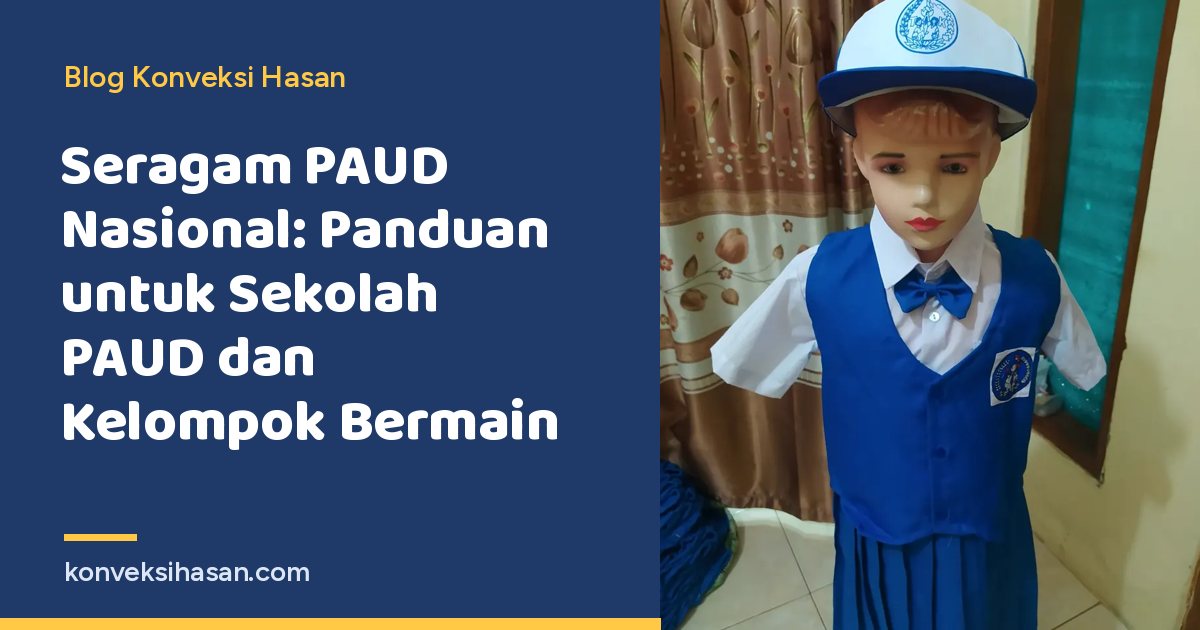 Blog Konveksi Hasan
Seragam PAUD
Nasional: Panduan
untuk Sekolah
PAUD dan
Kelompok Bermain
konveksihasan.com